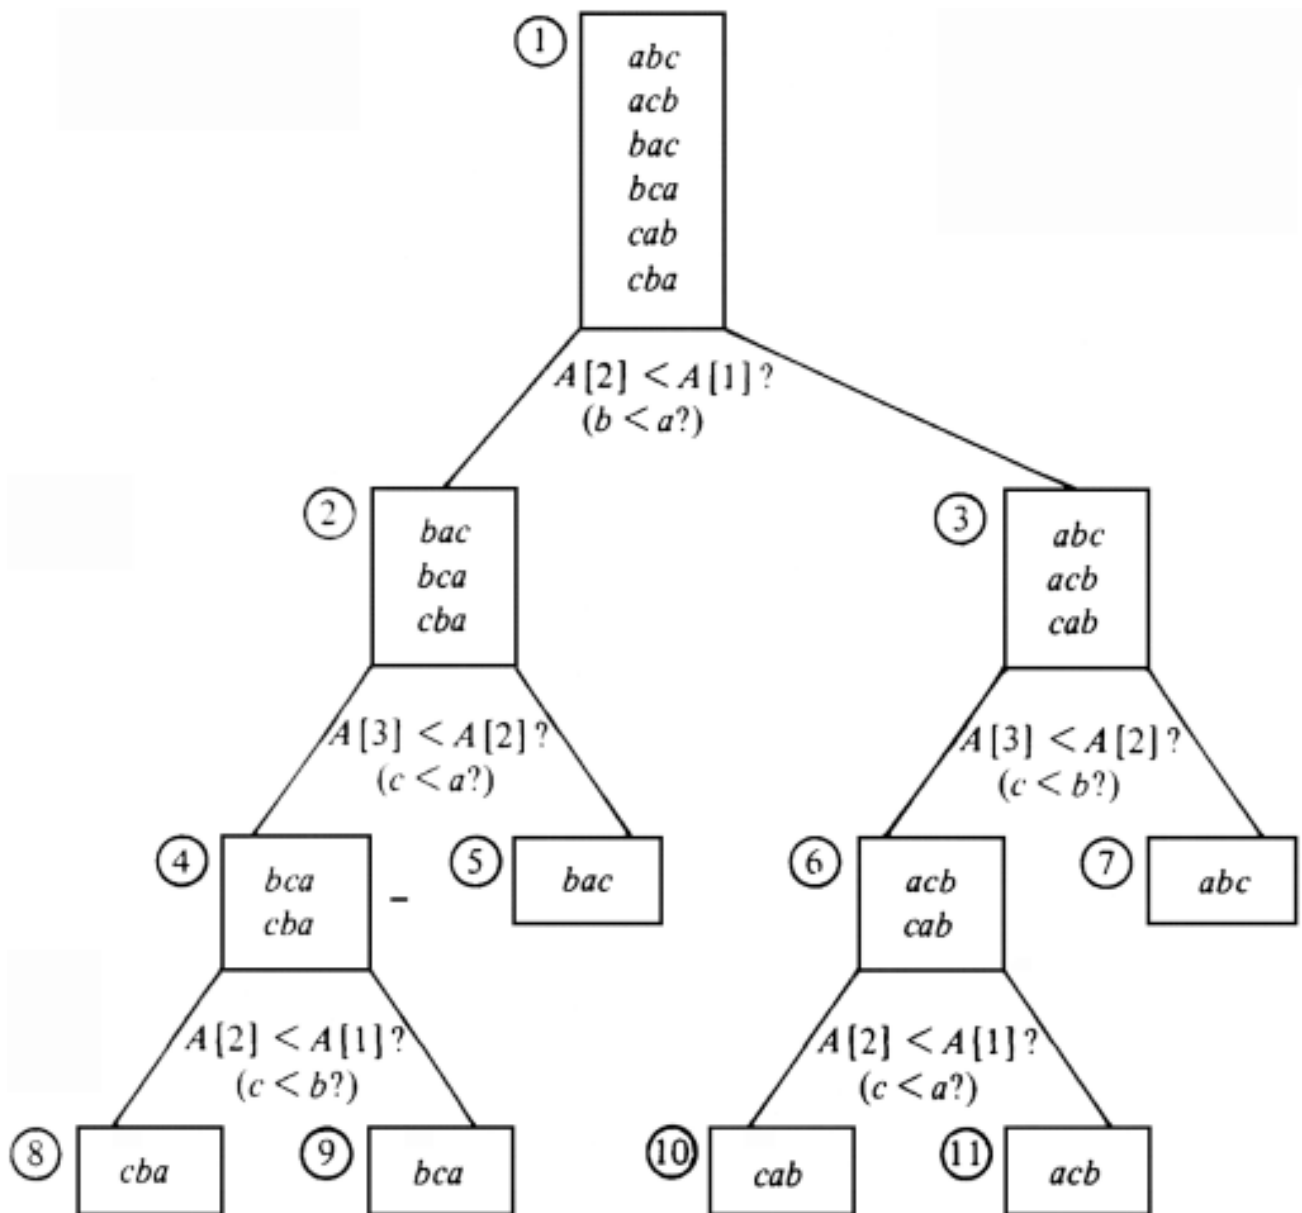 1
abc
acb
bac
bca
cab
cba
A[2] < A[1]?
(b < a?)
2
bac
bca
cba
3
abc
acb
cab
A[3] < A[2]?
(c < a?)
A[3] < A[2]?
(c < b?)
4
bca
cba
5
bac
6
acb
cab
7
abc
A[2] < A[1]?
(c < b?)
A[2] < A[1]?
(c < a?)
8
cba
9
bca
10
cab
11
acb